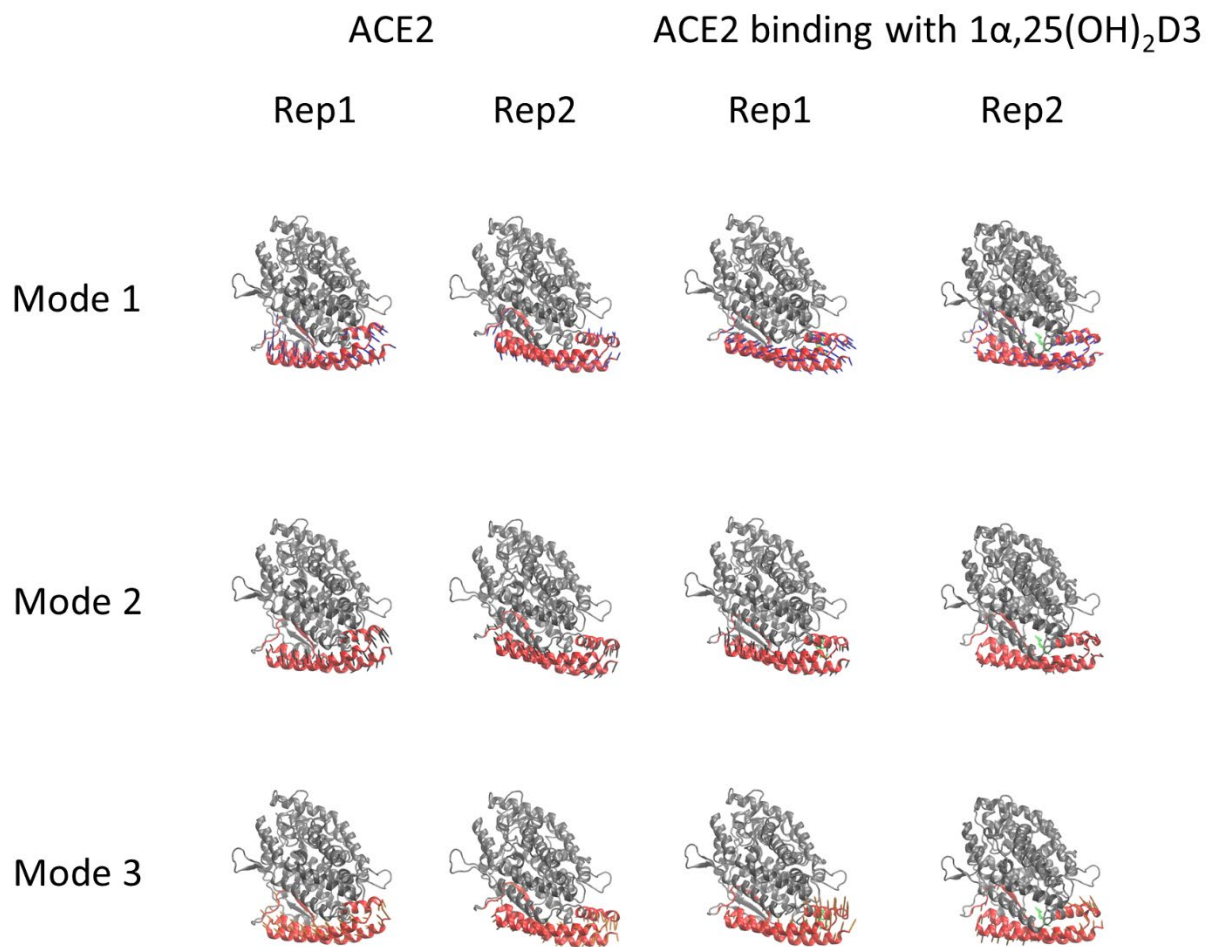 ACE2 ACE2 binding with 1α,25(OH)₂D3
Rep1 Rep2 Rep1 Rep2
Mode 1
Mode 2
Mode 3